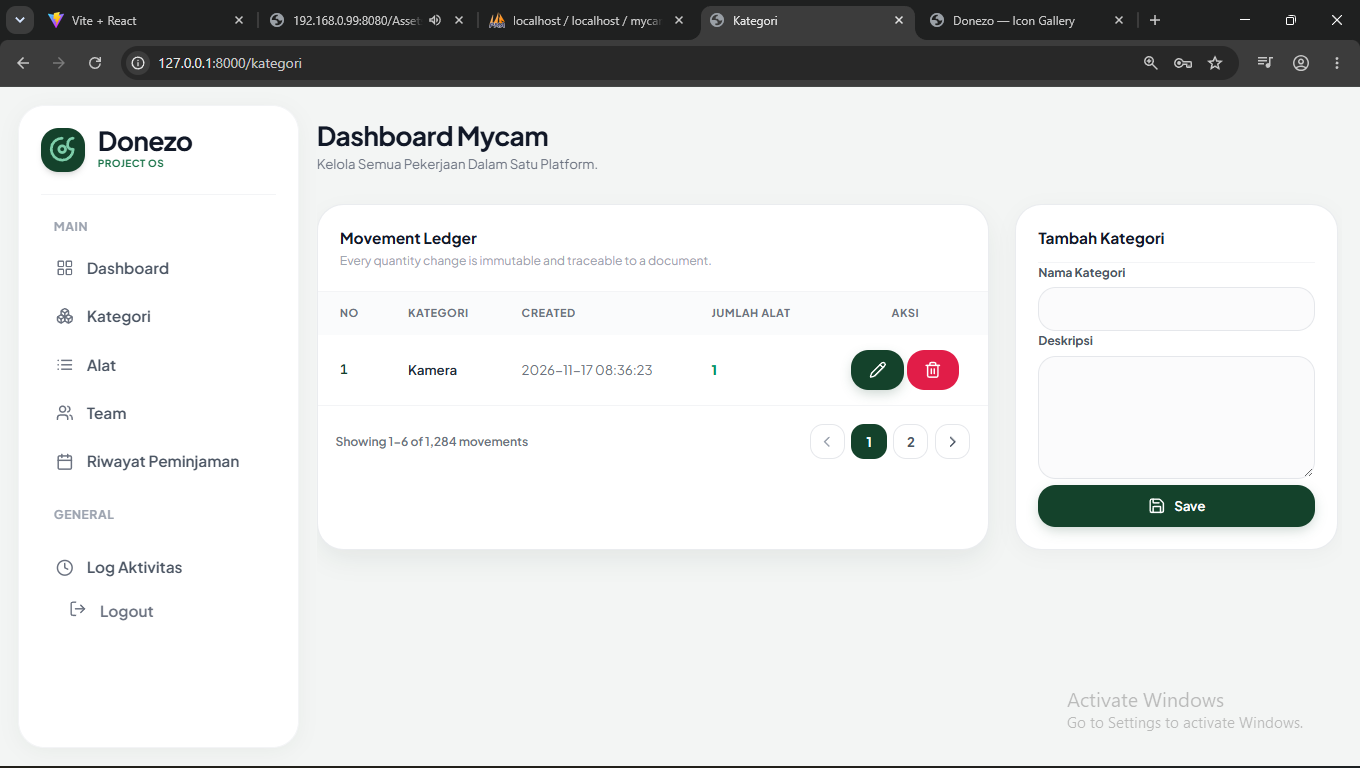 Vite + React
192.168.0.99:8080/Asset
localhost / localhost / mycam
Kategori
Donezo — Icon Gallery
127.0.0.1:8000/kategori
Donezo
PROJECT OS
MAIN
Dashboard
Kategori
Alat
Team
Riwayat Peminjaman
GENERAL
Log Aktivitas
Logout
Dashboard Mycam
Kelola Semua Pekerjaan Dalam Satu Platform.
Movement Ledger
Every quantity change is immutable and traceable to a document.
NO KATEGORI CREATED JUMLAH ALAT AKSI
1 Kamera 2026-11-17 08:36:23 1
Showing 1–6 of 1,284 movements
1 2
Tambah Kategori
Nama Kategori
Deskripsi
Save
Activate Windows
Go to Settings to activate Windows.